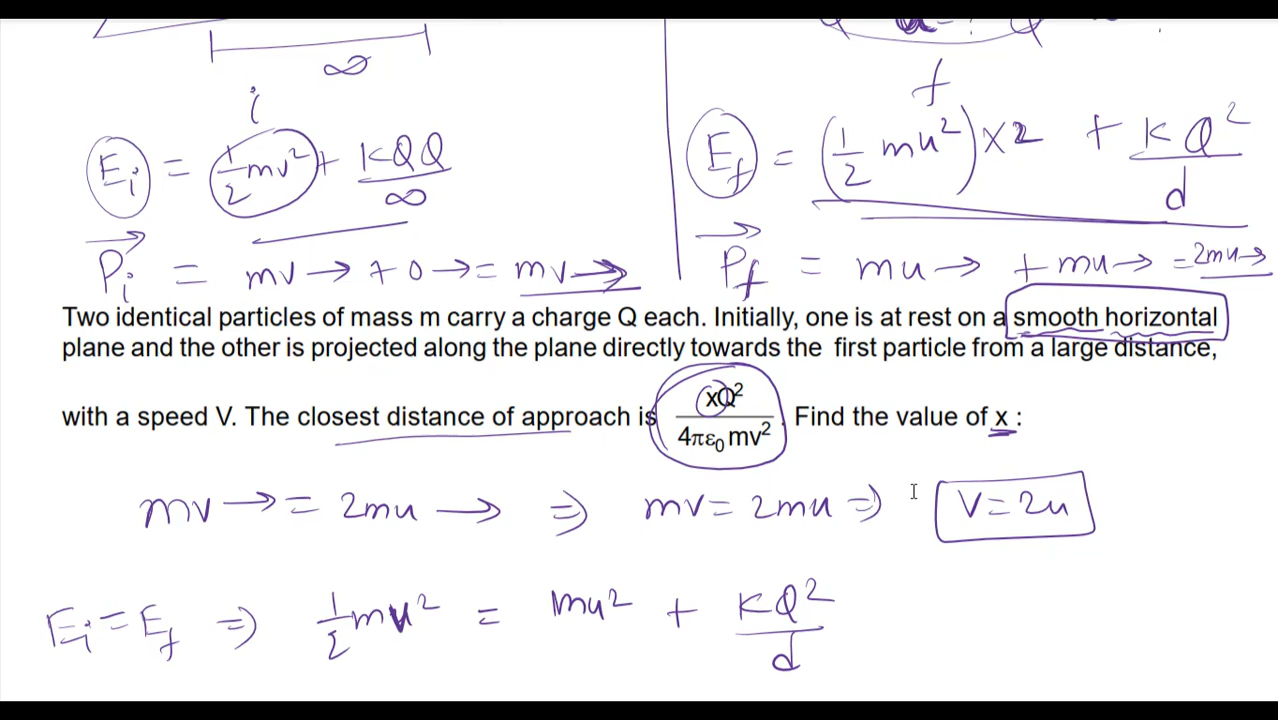 ∞
i
f
Ei = 1/2 mv² + KQQ/∞
Ef = (1/2 mu²) × 2 + KQ²/d
Pi = mv → + 0 → = mv →
Pf = mu → + mu → = 2mu →
Two identical particles of mass m carry a charge Q each. Initially, one is at rest on a smooth horizontal
plane and the other is projected along the plane directly towards the first particle from a large distance,
with a speed V. The closest distance of approach is xQ²/4πε₀mv². Find the value of x :
mv → = 2mu → ⇒ mv = 2mu ⇒ V = 2u
Ei = Ef ⇒ 1/2 mv² = mu² + KQ²/d